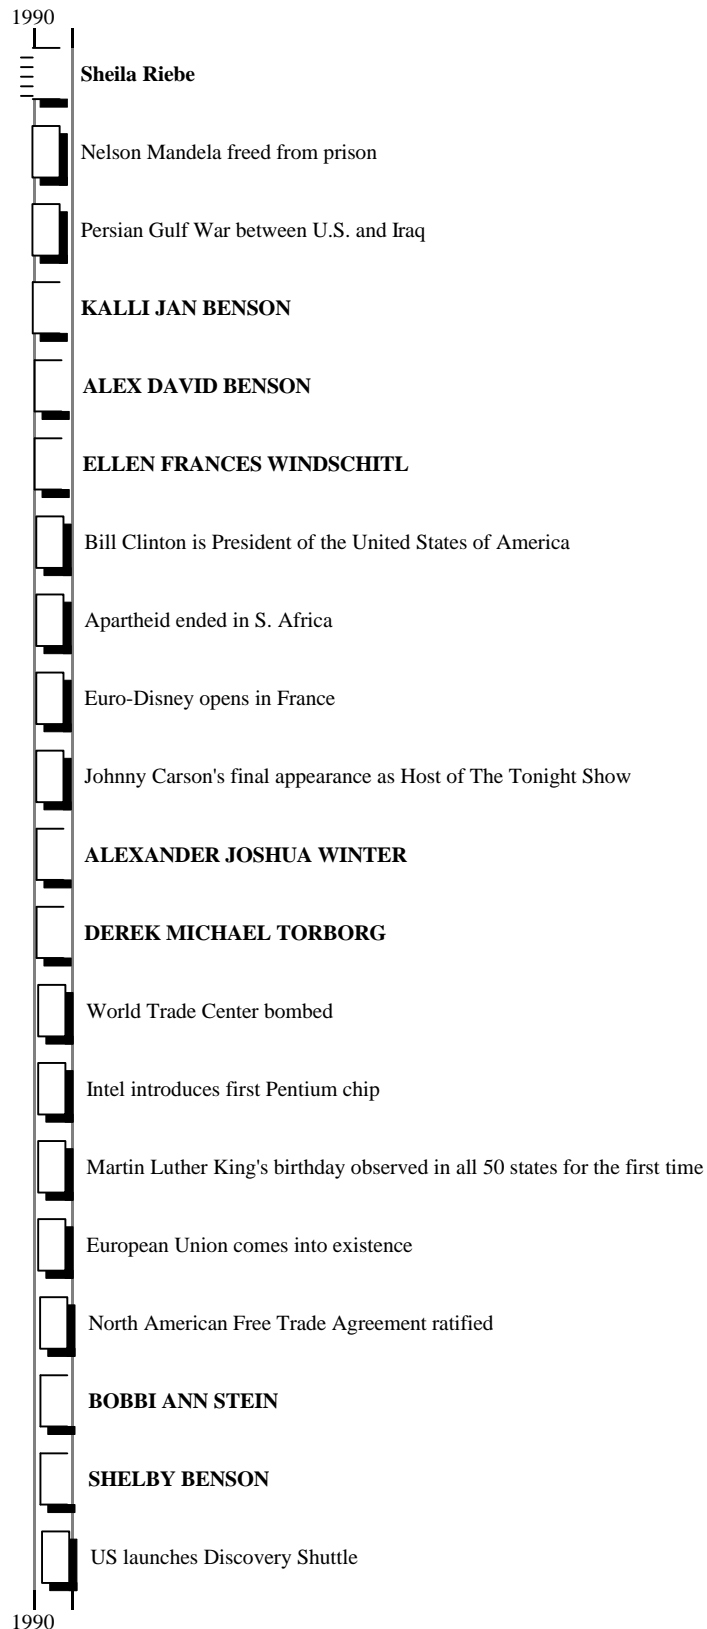 1990
Sheila Riebe
Nelson Mandela freed from prison
Persian Gulf War between U.S. and Iraq
KALLI JAN BENSON
ALEX DAVID BENSON
ELLEN FRANCES WINDSCHITL
Bill Clinton is President of the United States of America
Apartheid ended in S. Africa
Euro-Disney opens in France
Johnny Carson's final appearance as Host of The Tonight Show
ALEXANDER JOSHUA WINTER
DEREK MICHAEL TORBORG
World Trade Center bombed
Intel introduces first Pentium chip
Martin Luther King's birthday observed in all 50 states for the first time
European Union comes into existence
North American Free Trade Agreement ratified
BOBBI ANN STEIN
SHELBY BENSON
US launches Discovery Shuttle
1990